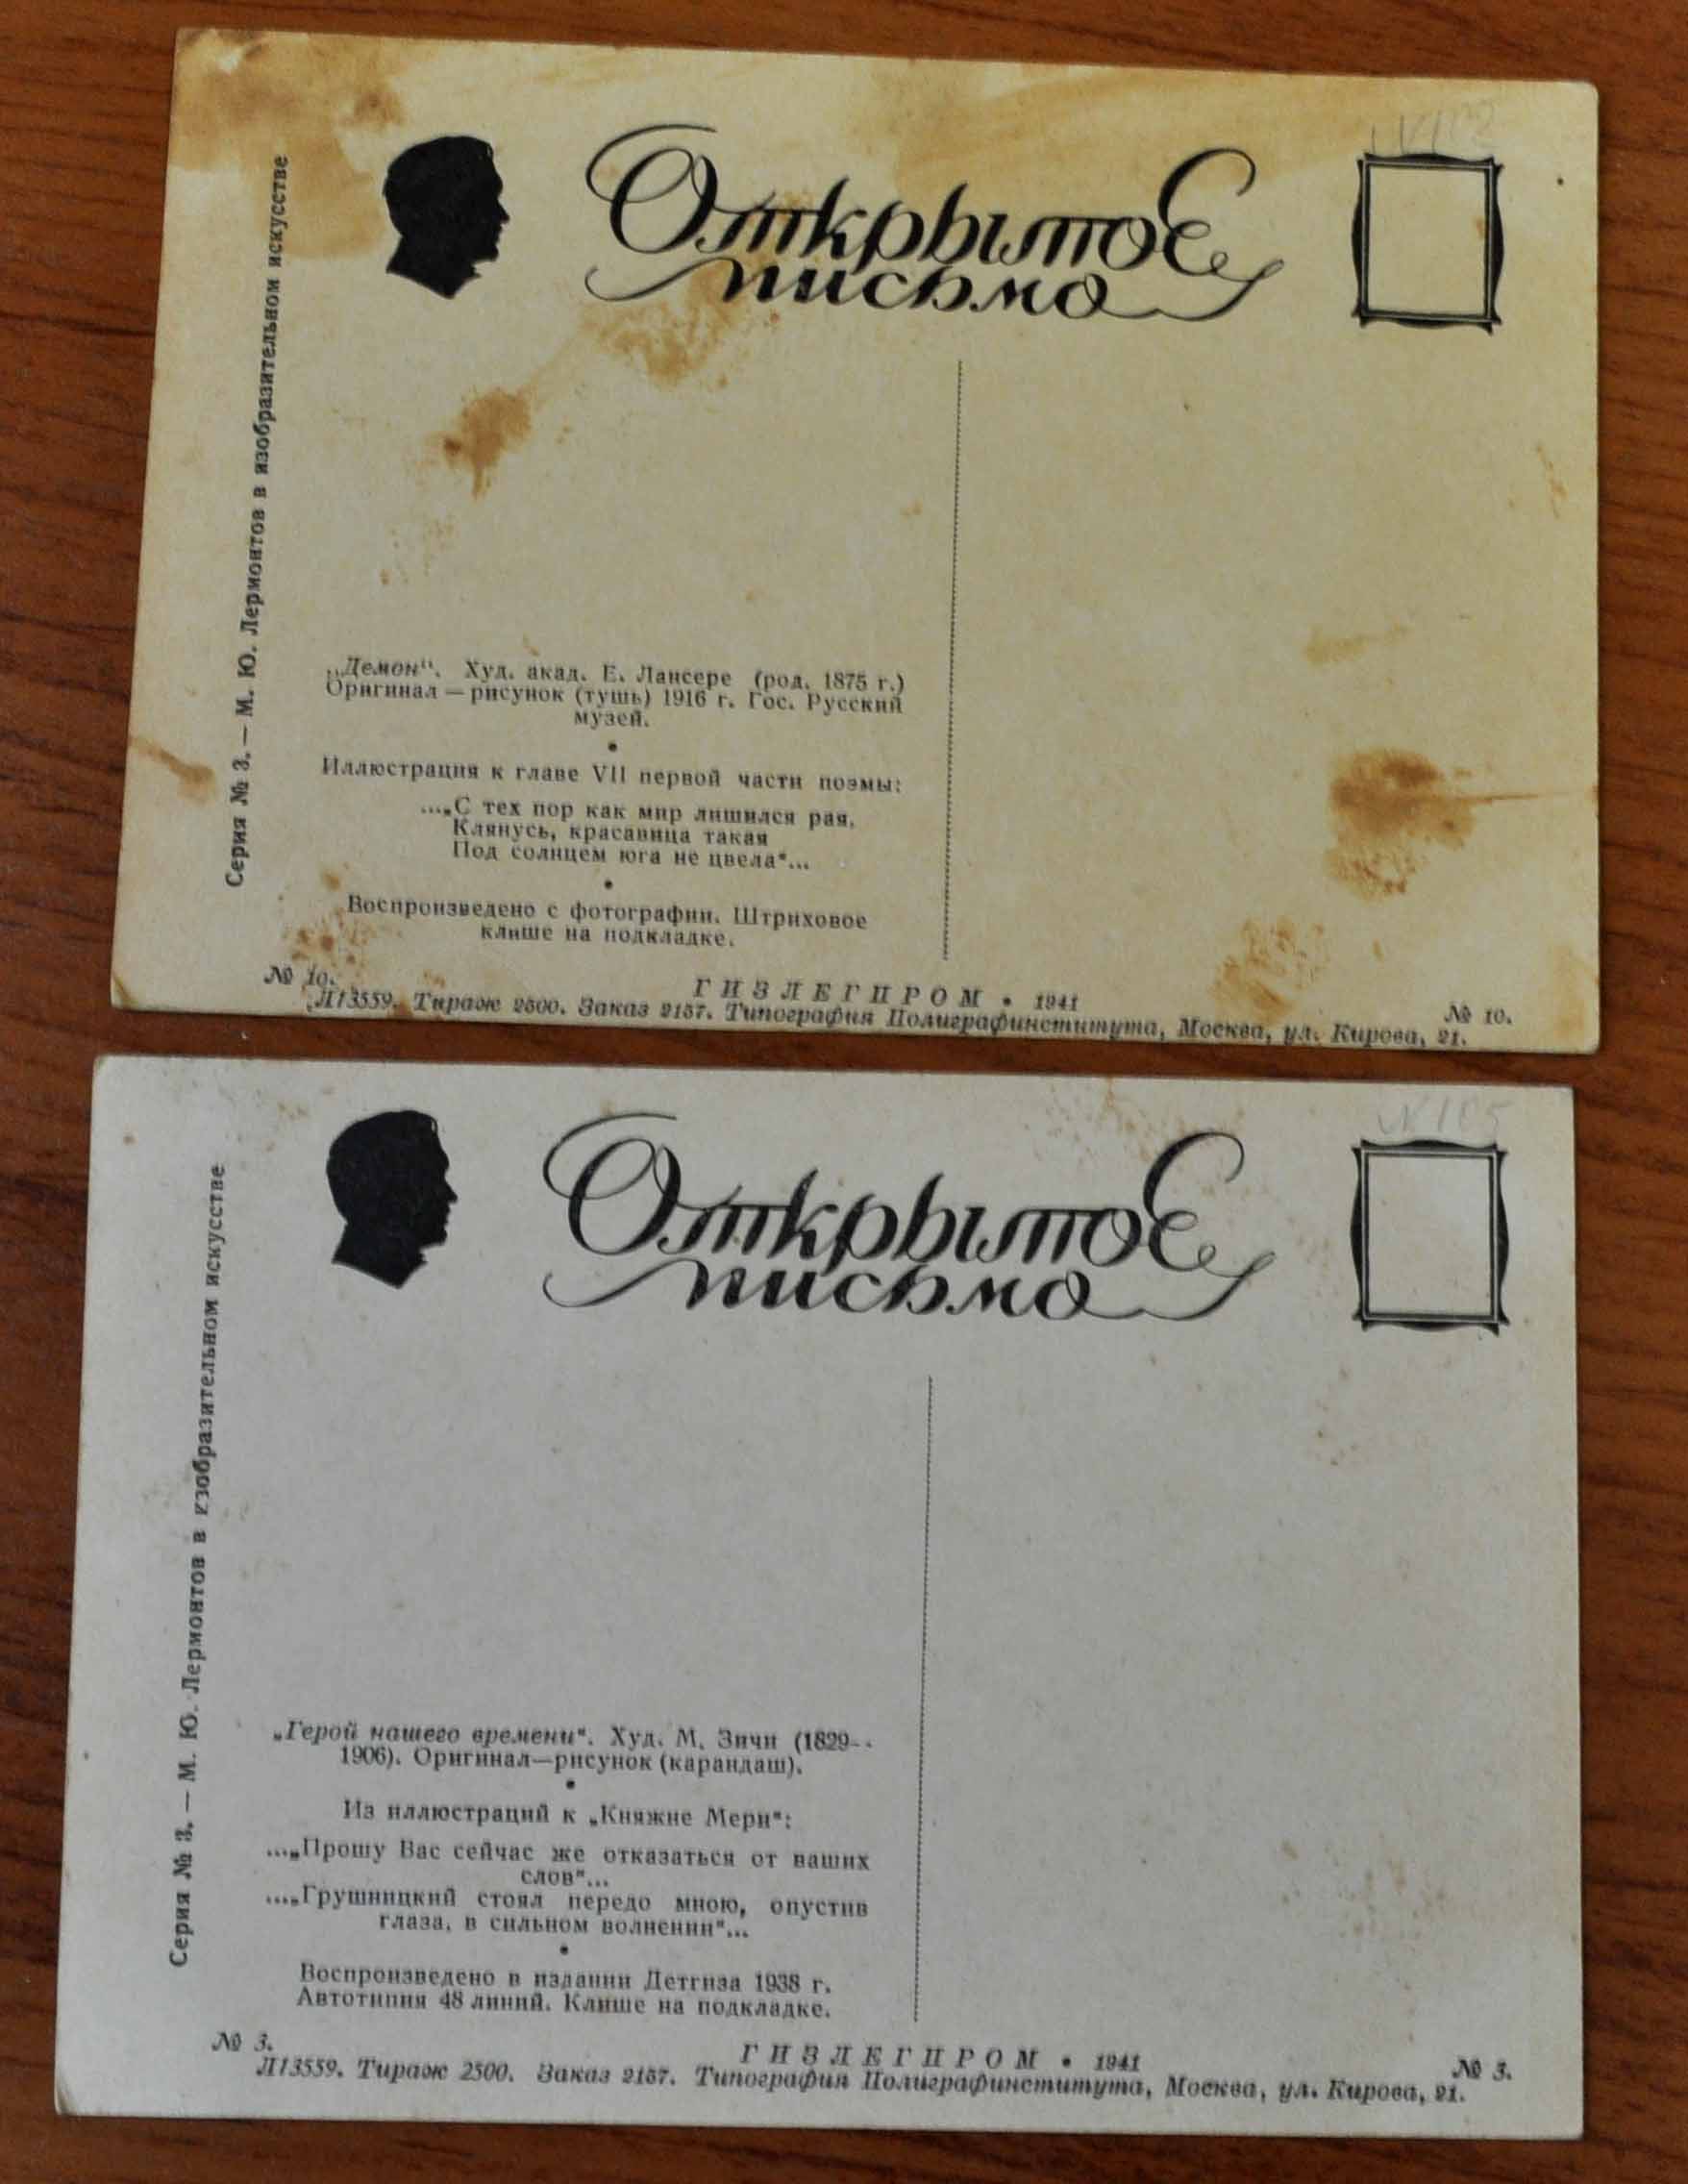 Серия № 3. — М. Ю. Лермонтов в изобразительном искусстве
Открытое
письмо
„Демон“. Худ. акад. Е. Лансере (род. 1875 г.)
Оригинал — рисунок (тушь) 1916 г. Гос. Русский
музей.
Иллюстрация к главе VII первой части поэмы:
...„С тех пор как мир лишился рая,
Клянусь, красавица такая
Под солнцем юга не цвела“...
Воспроизведено с фотографии. Штриховое
клише на подкладке.
№ 10.
ГИЗЛЕГПРОМ • 1941
№ 10.
Л13559. Тираж 2500. Заказ 2157. Типография Полиграфинститута, Москва, ул. Кирова, 21.
Серия № 3. — М. Ю. Лермонтов в изобразительном искусстве
N 105
Открытое
письмо
„Герой нашего времени“. Худ. М. Зичи (1829-
1906). Оригинал—рисунок (карандаш).
Из иллюстраций к „Княжне Мери“:
...„Прошу Вас сейчас же отказаться от ваших
слов“...
...„Грушницкий стоял передо мною, опустив
глаза, в сильном волнении“...
Воспроизведено в издании Детгиза 1938 г.
Автотипия 48 линий. Клише на подкладке.
№ 3.
ГИЗЛЕГПРОМ • 1941
№ 3.
Л13559. Тираж 2500. Заказ 2157. Типография Полиграфинститута, Москва, ул. Кирова, 21.